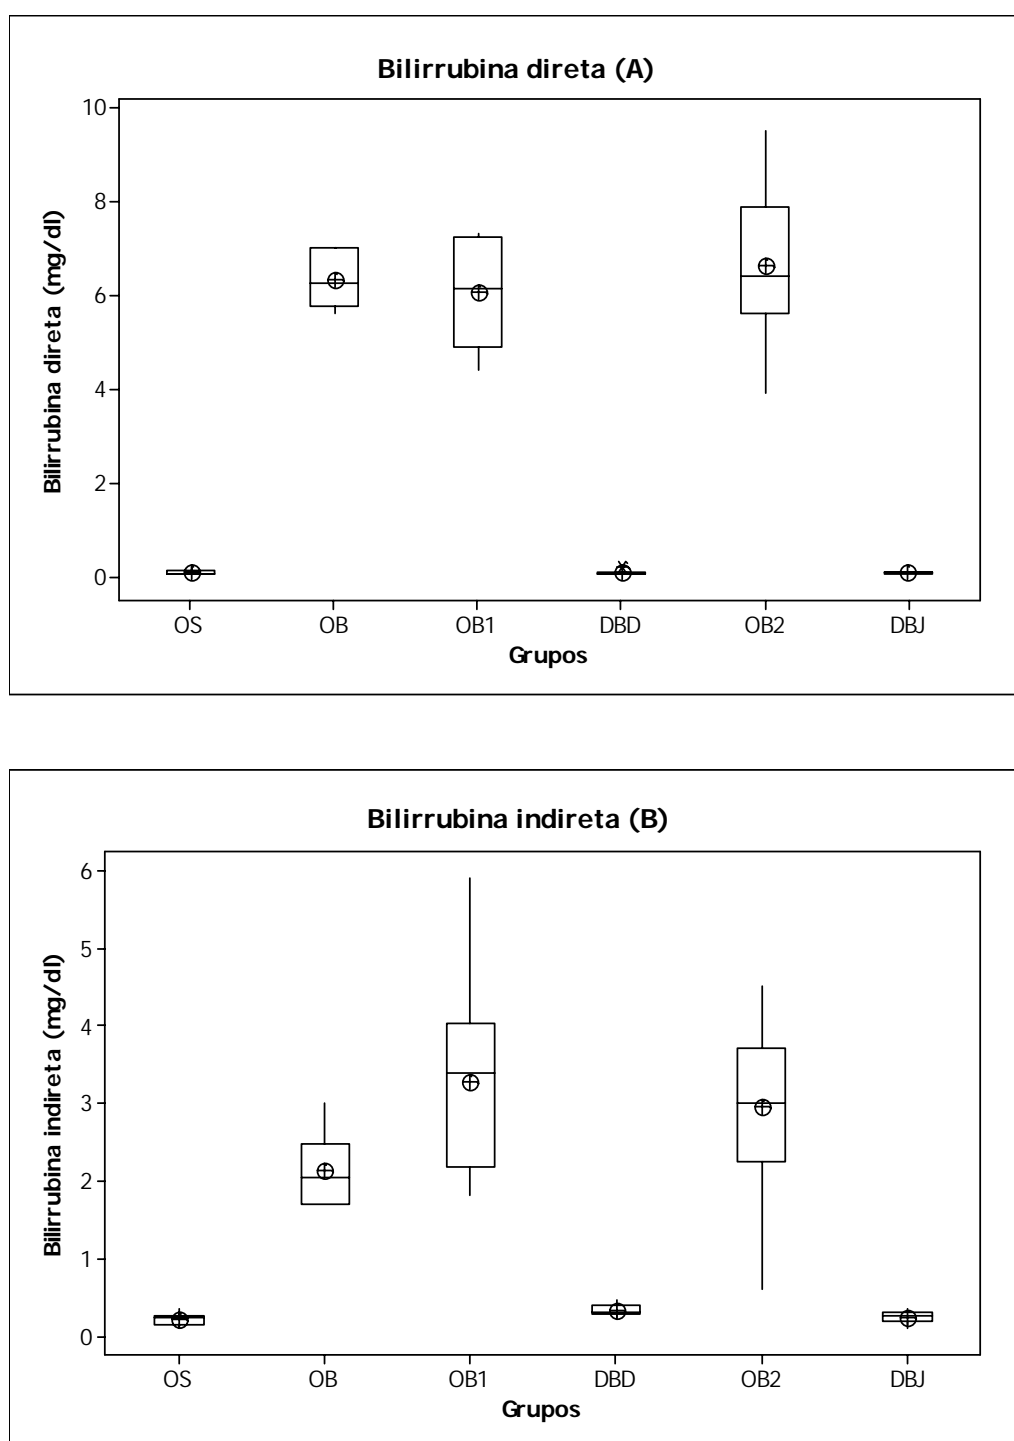 Bilirrubina direta (A)
Bilirrubina direta (mg/dl)
10
8
6
4
2
0
OS OB OB1 DBD OB2 DBJ
Grupos
Bilirrubina indireta (B)
Bilirrubina indireta (mg/dl)
6
5
4
3
2
1
0
OS OB OB1 DBD OB2 DBJ
Grupos